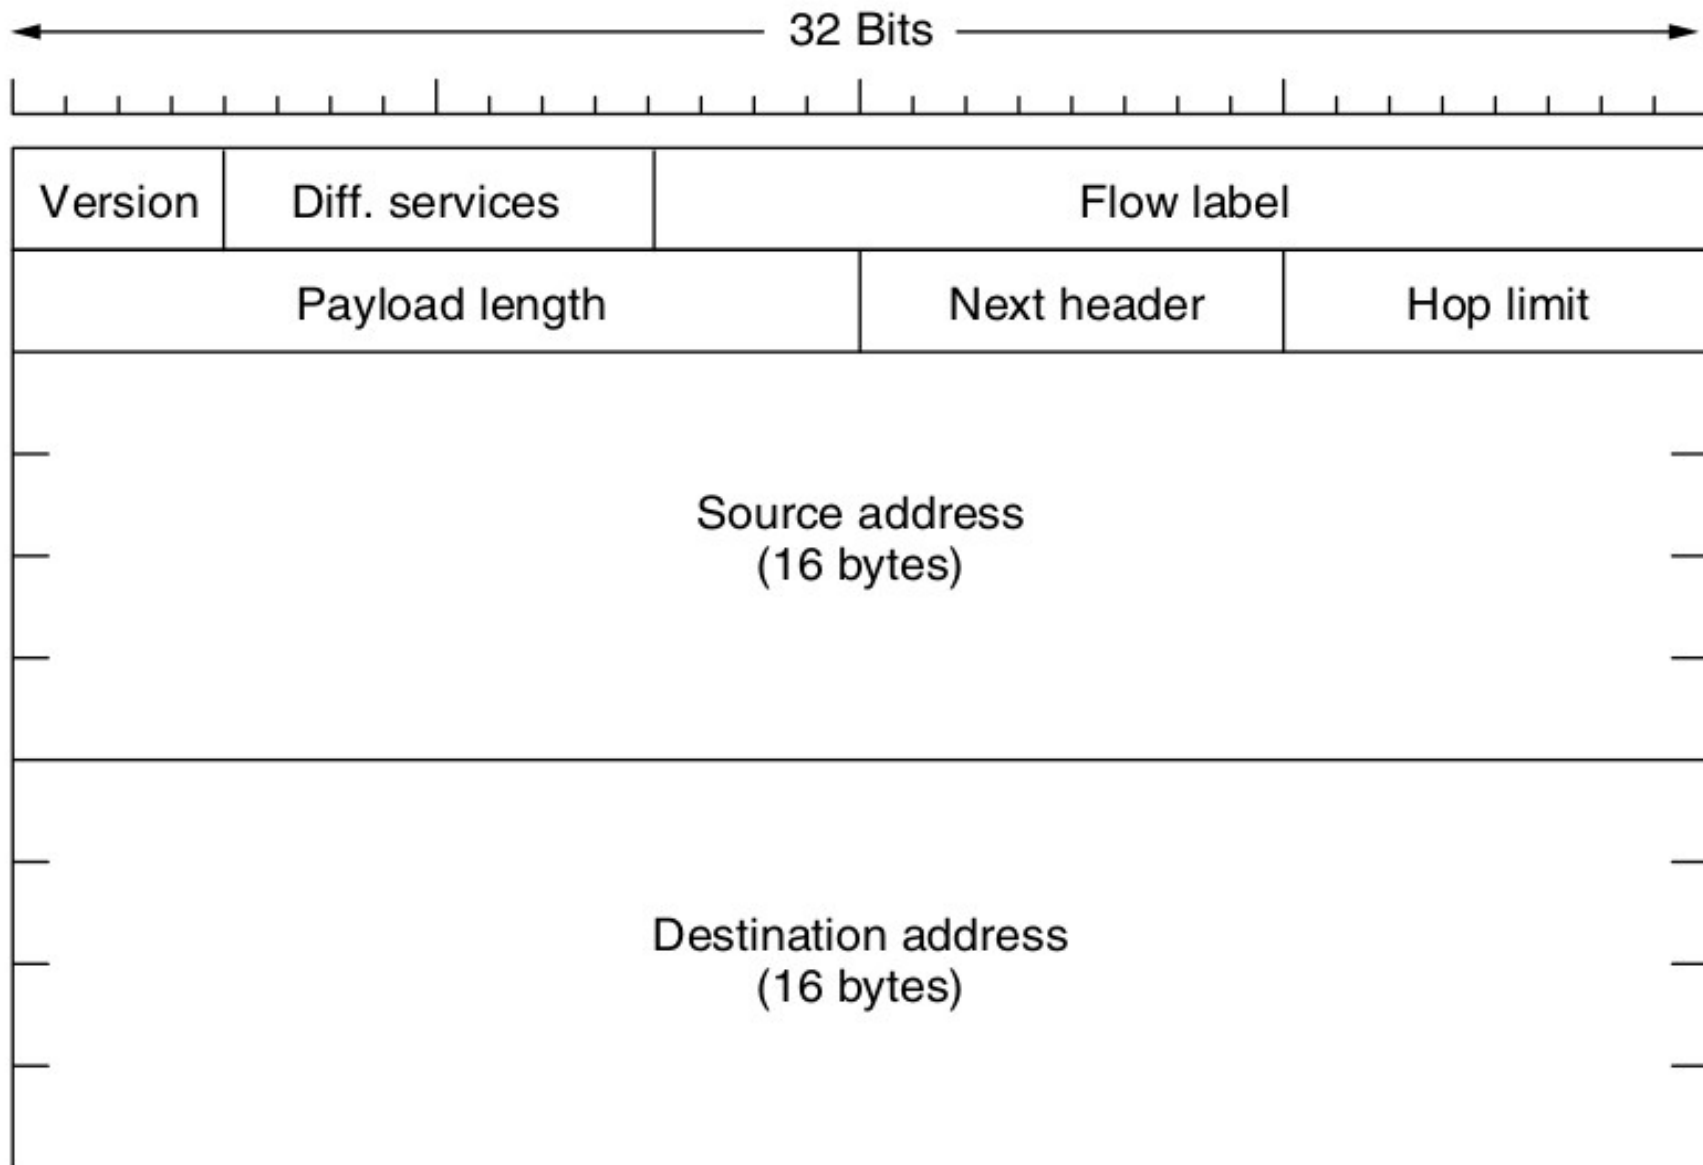 32 Bits
Version Diff. services Flow label
Payload length Next header Hop limit
Source address
(16 bytes)
Destination address
(16 bytes)